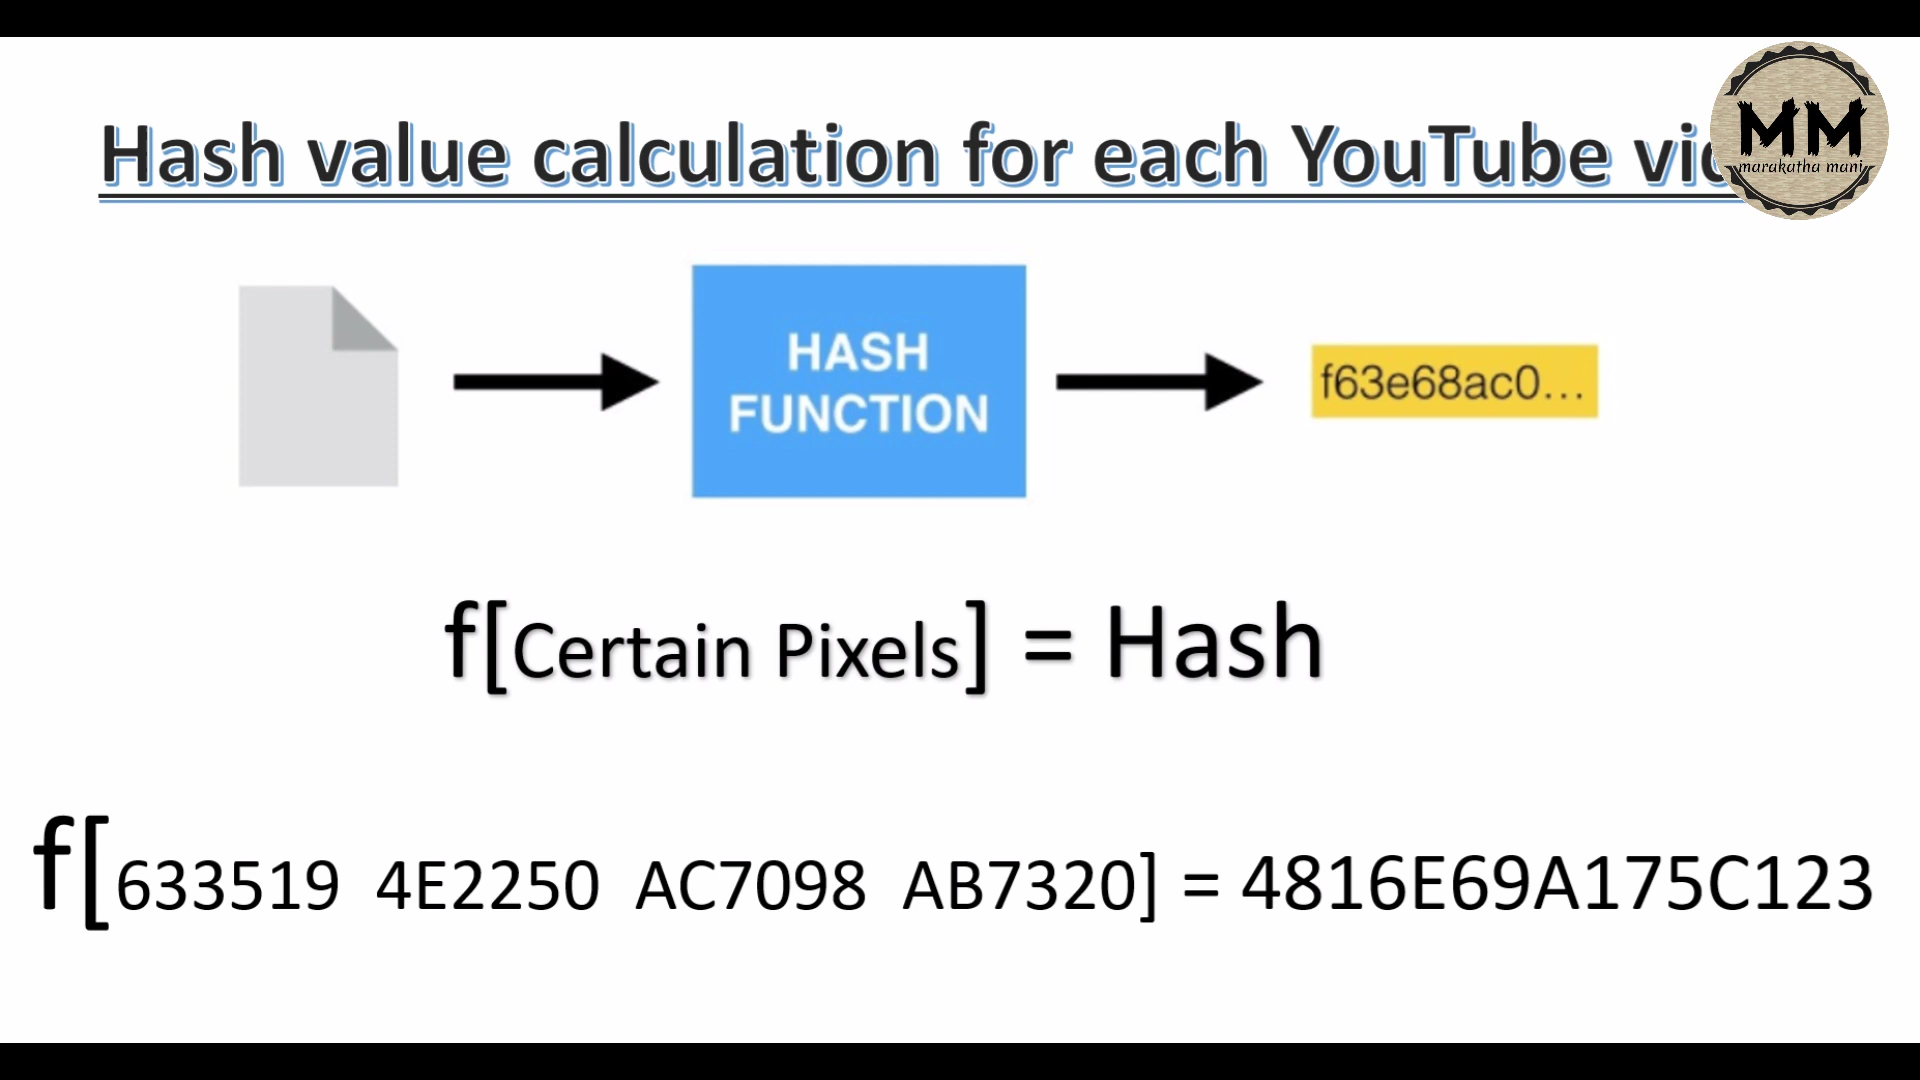 Hash value calculation for each YouTube
MM
marakatha mani
HASH
FUNCTION
f63e68ac0...
f[Certain Pixels] = Hash
f[633519 4E2250 AC7098 AB7320] = 4816E69A175C123